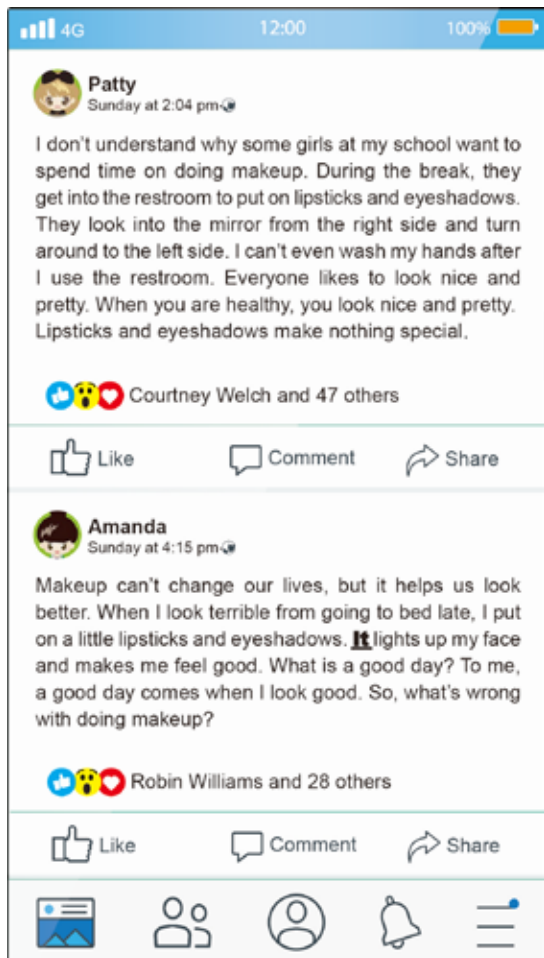 4G 12:00 100%
Patty
Sunday at 2:04 pm
I don't understand why some girls at my school want to
spend time on doing makeup. During the break, they
get into the restroom to put on lipsticks and eyeshadows.
They look into the mirror from the right side and turn
around to the left side. I can't even wash my hands after
I use the restroom. Everyone likes to look nice and
pretty. When you are healthy, you look nice and pretty.
Lipsticks and eyeshadows make nothing special.
Courtney Welch and 47 others
Like Comment Share
Amanda
Sunday at 4:15 pm
Makeup can't change our lives, but it helps us look
better. When I look terrible from going to bed late, I put
on a little lipsticks and eyeshadows. It lights up my face
and makes me feel good. What is a good day? To me,
a good day comes when I look good. So, what's wrong
with doing makeup?
Robin Williams and 28 others
Like Comment Share